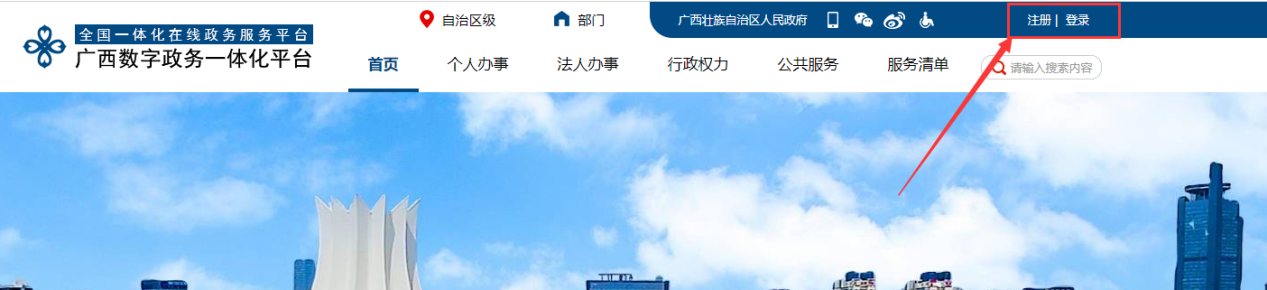 自治区级
部门
广西壮族自治区人民政府
注册 | 登录
全国一体化在线政务服务平台
广西数字政务一体化平台
首页
个人办事
法人办事
行政权力
公共服务
服务清单
请输入搜索内容